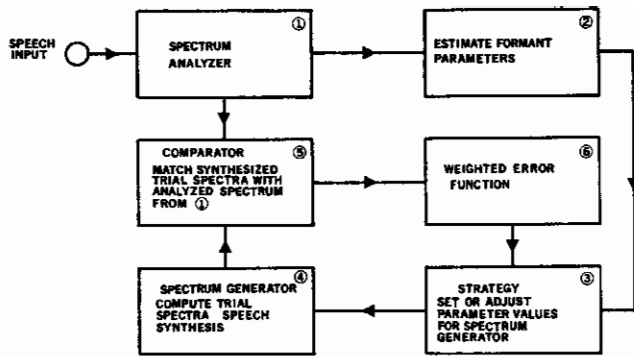 SPEECH
INPUT
①
SPECTRUM
ANALYZER
②
ESTIMATE FORMANT
PARAMETERS
⑤
COMPARATOR
MATCH SYNTHESIZED
TRIAL SPECTRA WITH
ANALYZED SPECTRUM
FROM ①
⑥
WEIGHTED ERROR
FUNCTION
④
SPECTRUM GENERATOR
COMPUTE TRIAL
SPECTRA SPEECH
SYNTHESIS
③
STRATEGY
SET OR ADJUST
PARAMETER VALUES
FOR SPECTRUM
GENERATOR